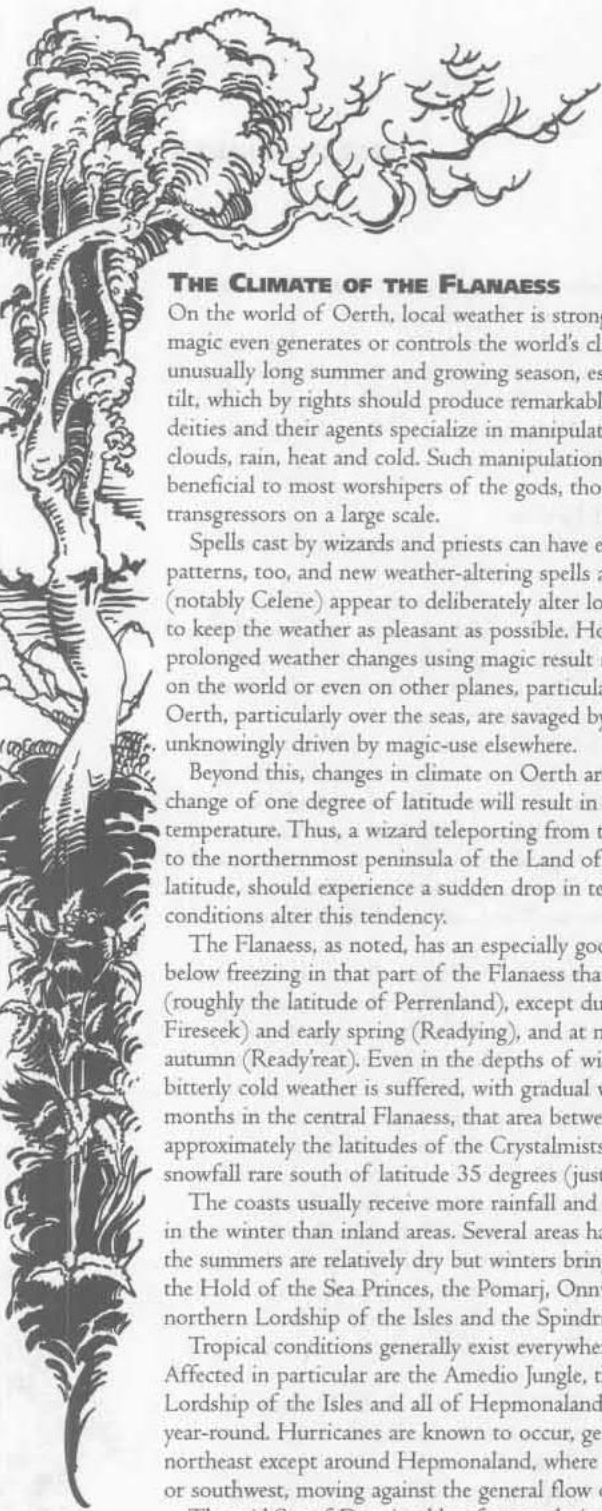 THE CLIMATE OF THE FLANAESS
On the world of Oerth, local weather is strong
magic even generates or controls the world's cl
unusually long summer and growing season, es
tilt, which by rights should produce remarkabl
deities and their agents specialize in manipulat
clouds, rain, heat and cold. Such manipulation
beneficial to most worshipers of the gods, tho
transgressors on a large scale.
Spells cast by wizards and priests can have e
patterns, too, and new weather-altering spells a
(notably Celene) appear to deliberately alter lo
to keep the weather as pleasant as possible. Ho
prolonged weather changes using magic result
on the world or even on other planes, particula
Oerth, particularly over the seas, are savaged by
unknowingly driven by magic-use elsewhere.
Beyond this, changes in climate on Oerth ar
change of one degree of latitude will result in
temperature. Thus, a wizard teleporting from t
to the northernmost peninsula of the Land of
latitude, should experience a sudden drop in te
conditions alter this tendency.
The Flanaess, as noted, has an especially goo
below freezing in that part of the Flanaess tha
(roughly the latitude of Perrenland), except du
Fireseek) and early spring (Readying), and at n
autumn (Ready'reat). Even in the depths of wi
bitterly cold weather is suffered, with gradual w
months in the central Flanaess, that area betwe
approximately the latitudes of the Crystalmists
snowfall rare south of latitude 35 degrees (just
The coasts usually receive more rainfall and
in the winter than inland areas. Several areas ha
the summers are relatively dry but winters brin
the Hold of the Sea Princes, the Pomarj, Onn
northern Lordship of the Isles and the Spindr
Tropical conditions generally exist everywhe
Affected in particular are the Amedio Jungle, t
Lordship of the Isles and all of Hepmonaland
year-round. Hurricanes are known to occur, ge
northeast except around Hepmonaland, where
or southwest, moving against the general flow